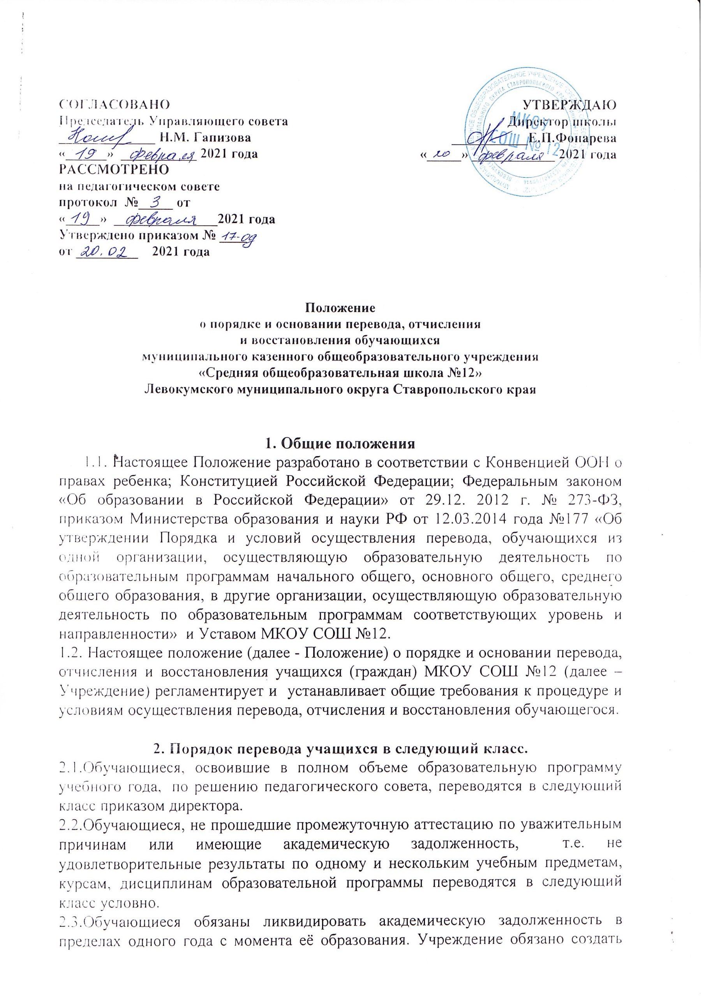 СОГЛАСОВАНО
Председатель Управляющего совета
Н.М. Гапизова
«19» февраля 2021 года
РАССМОТРЕНО
на педагогическом совете
протокол № 3 от
«19» февраля 2021 года
Утверждено приказом № 17-од
от 20.02 2021 года
УТВЕРЖДАЮ
Директор школы
Е.П.Фонарева
«20» февраля 2021 года
МКОУ
СОШ № 12
Положение
о порядке и основании перевода, отчисления
и восстановления обучающихся
муниципального казенного общеобразовательного учреждения
«Средняя общеобразовательная школа №12»
Левокумского муниципального округа Ставропольского края
1. Общие положения
1.1. Настоящее Положение разработано в соответствии с Конвенцией ООН о
правах ребенка; Конституцией Российской Федерации; Федеральным законом
«Об образовании в Российской Федерации» от 29.12. 2012 г. № 273-ФЗ,
приказом Министерства образования и науки РФ от 12.03.2014 года №177 «Об
утверждении Порядка и условий осуществления перевода, обучающихся из
одной организации, осуществляющую образовательную деятельность по
образовательным программам начального общего, основного общего, среднего
общего образования, в другие организации, осуществляющую образовательную
деятельность по образовательным программам соответствующих уровень и
направленности» и Уставом МКОУ СОШ №12.
1.2. Настоящее положение (далее - Положение) о порядке и основании перевода,
отчисления и восстановления учащихся (граждан) МКОУ СОШ №12 (далее –
Учреждение) регламентирует и устанавливает общие требования к процедуре и
условиям осуществления перевода, отчисления и восстановления обучающегося.
2. Порядок перевода учащихся в следующий класс.
2.1.Обучающиеся, освоившие в полном объеме образовательную программу
учебного года, по решению педагогического совета, переводятся в следующий
класс приказом директора.
2.2.Обучающиеся, не прошедшие промежуточную аттестацию по уважительным
причинам или имеющие академическую задолженность, т.е. не
удовлетворительные результаты по одному и нескольким учебным предметам,
курсам, дисциплинам образовательной программы переводятся в следующий
класс условно.
2.3.Обучающиеся обязаны ликвидировать академическую задолженность в
пределах одного года с момента её образования. Учреждение обязано создать